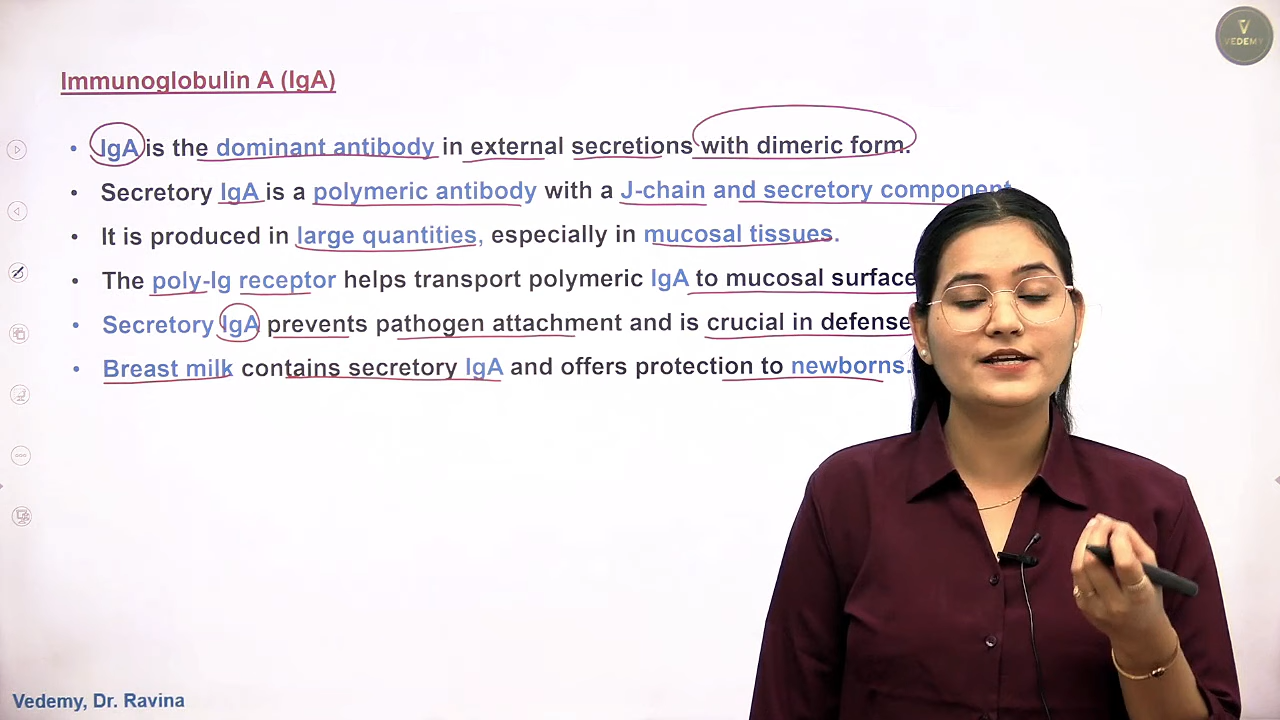 VEDEMY
Immunoglobulin A (IgA)
• IgA is the dominant antibody in external secretions with dimeric form.
• Secretory IgA is a polymeric antibody with a J-chain and secretory component
• It is produced in large quantities, especially in mucosal tissues.
• The poly-Ig receptor helps transport polymeric IgA to mucosal surface
• Secretory IgA prevents pathogen attachment and is crucial in defense
• Breast milk contains secretory IgA and offers protection to newborns.
Vedemy, Dr. Ravina